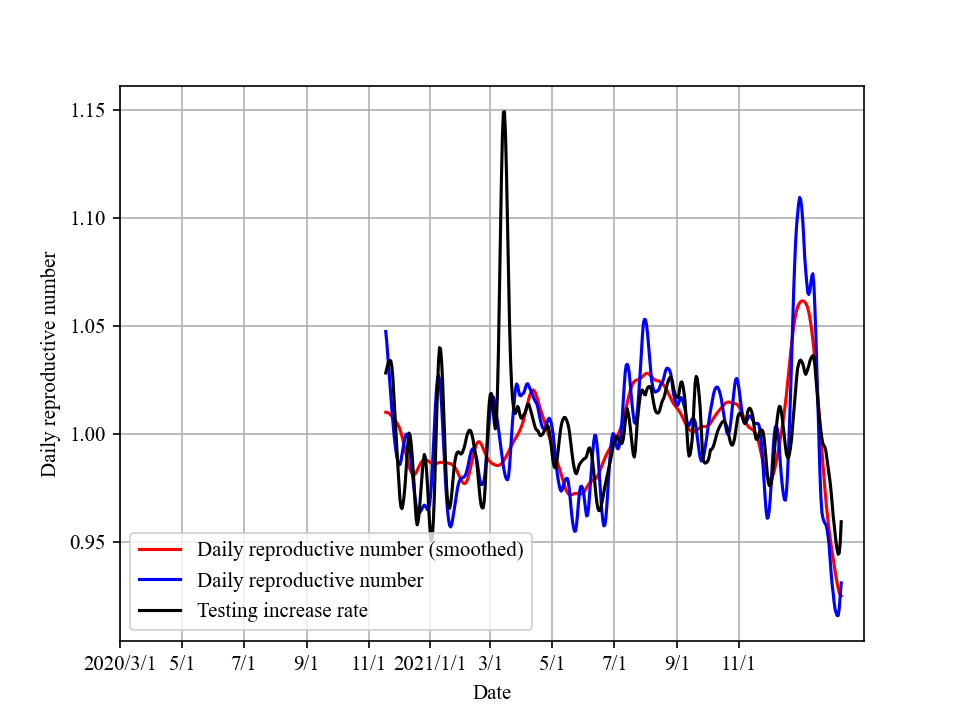 1.15
1.10
1.05
1.00
0.95
Daily reproductive number
Daily reproductive number (smoothed)
Daily reproductive number
Testing increase rate
2020/3/1 5/1 7/1 9/1 11/1 2021/1/1 3/1 5/1 7/1 9/1 11/1
Date